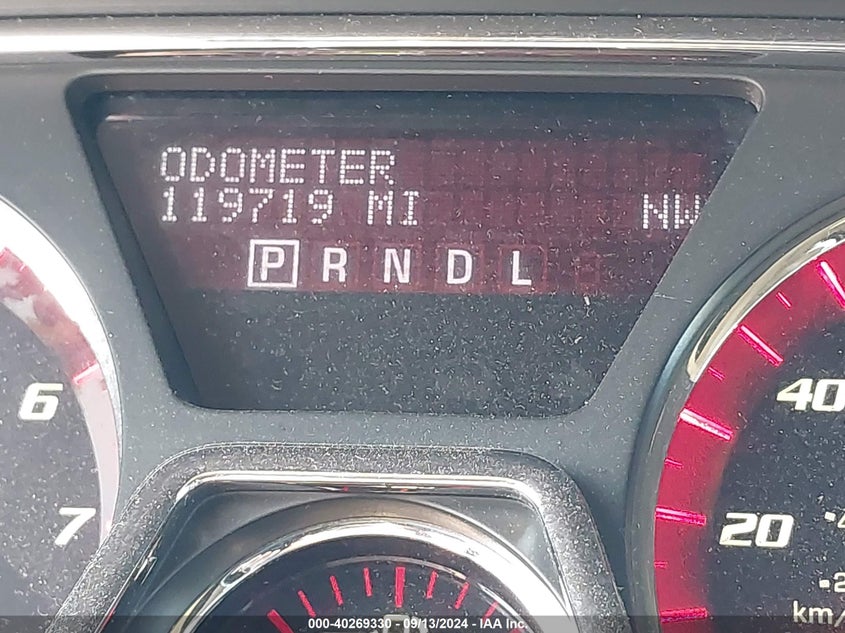 ODOMETER
119719 MI NW
P R N D L
6
7
40
20
km/
000-40269330 - 09/13/2024 - IAA Inc.